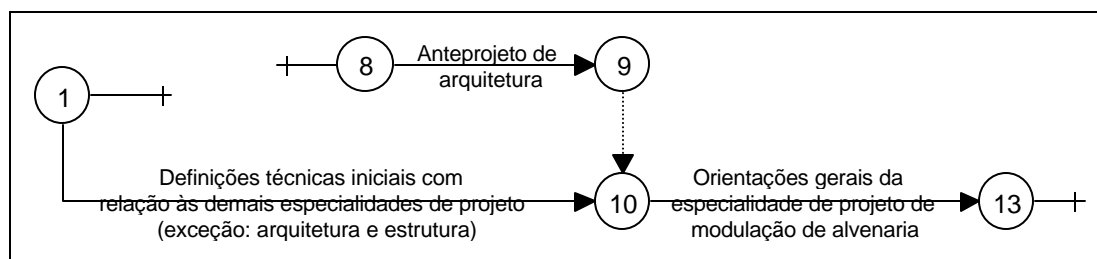 8
Anteprojeto de
arquitetura
9
1
Definições técnicas iniciais com
relação às demais especialidades de projeto
(exceção: arquitetura e estrutura)
10
Orientações gerais da
especialidade de projeto de
modulação de alvenaria
13